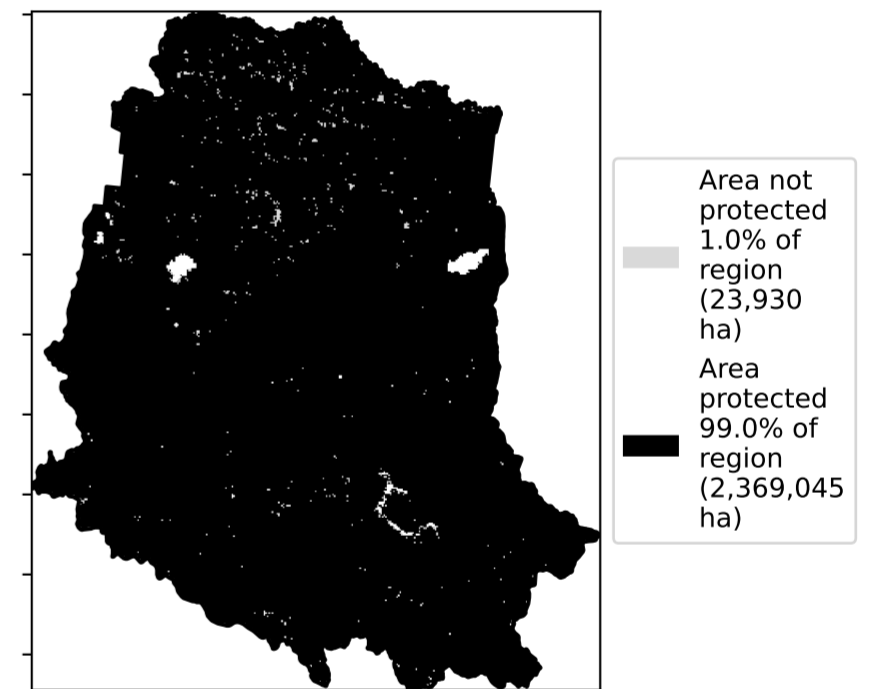 Area not
protected
1.0% of
region
(23,930
ha)
Area
protected
99.0% of
region
(2,369,045
ha)